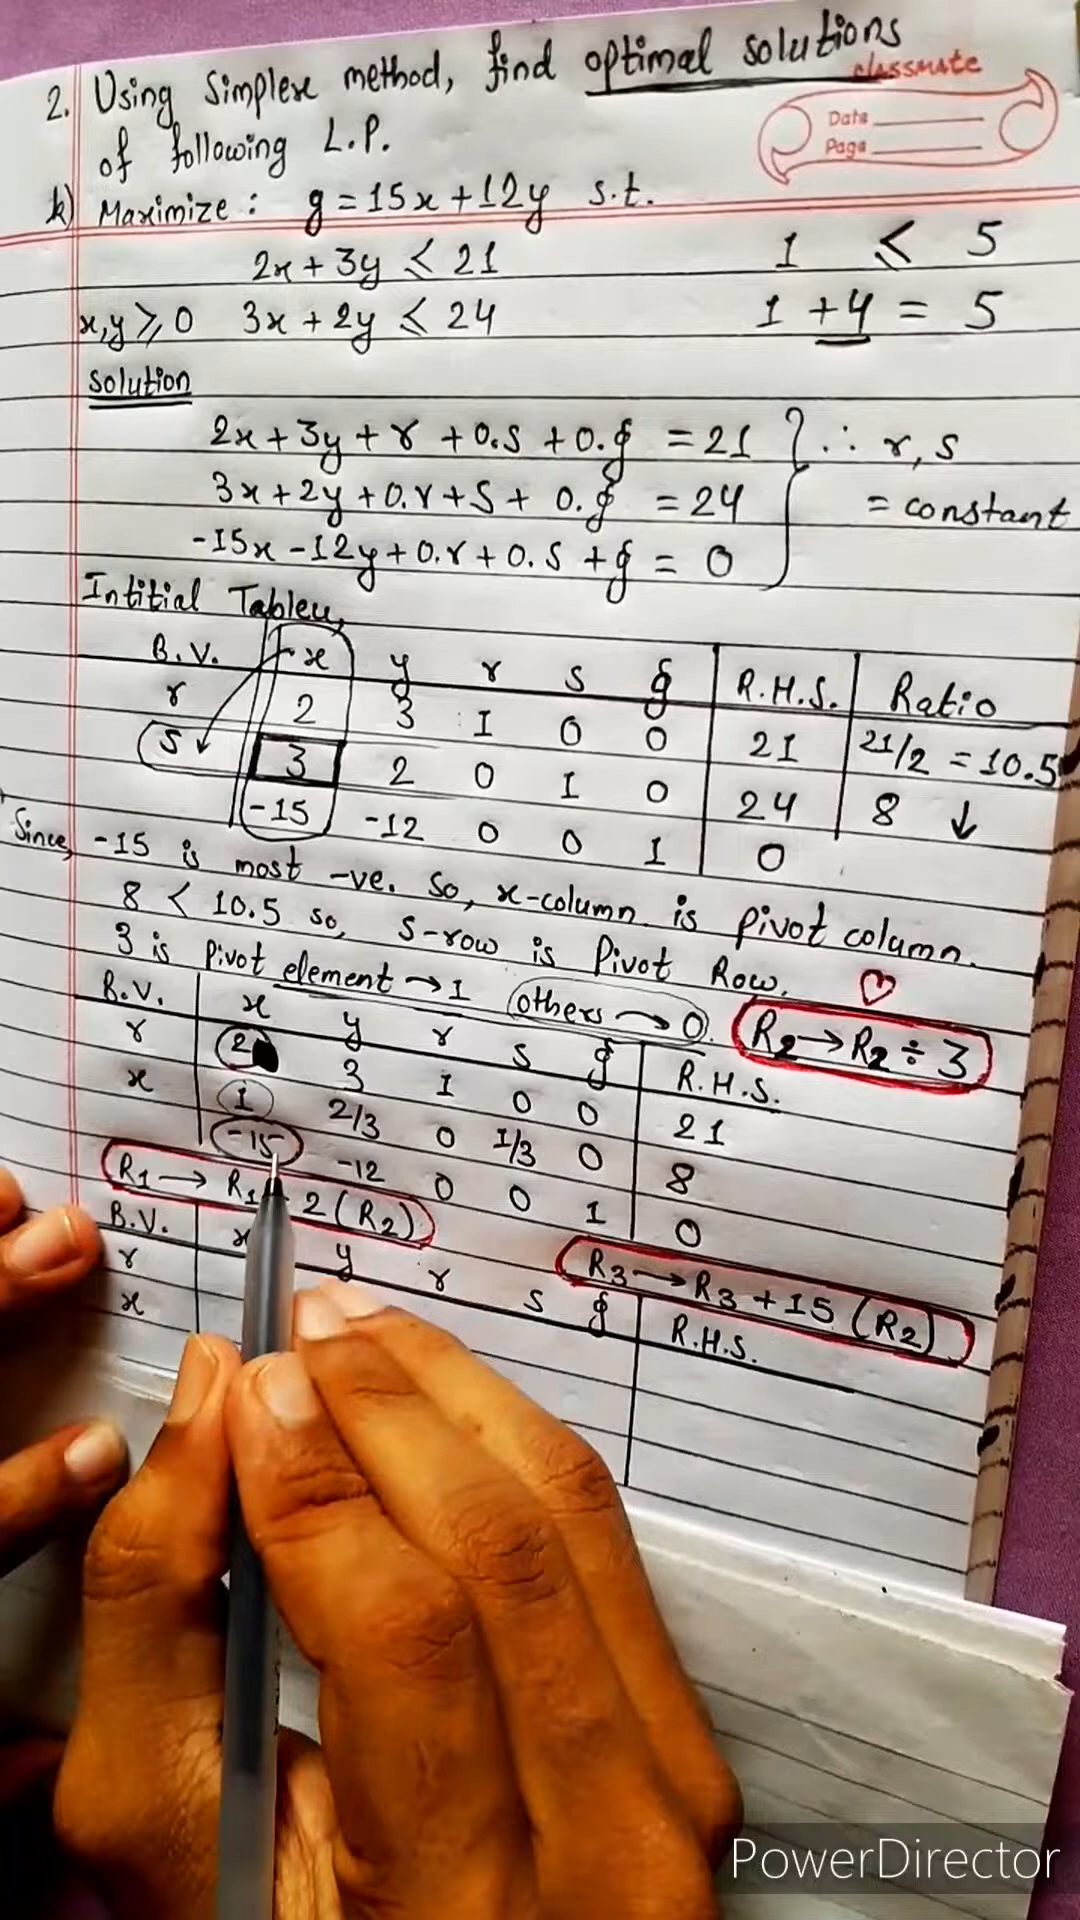 2. Using Simplex method, find optimal solutions
of following L.P.
classmate
Date
Page
k) Maximize : g = 15x + 12y s.t.
2x + 3y ≤ 21
1 ≤ 5
x, y ≥ 0 3x + 2y ≤ 24
1 + 4 = 5
Solution
2x + 3y + r + 0.s + 0.g = 21 } ∴ r, s
3x + 2y + 0.r + s + 0.g = 24 = constant
-15x - 12y + 0.r + 0.s + g = 0
Intitial Tableu,
B.V. x y r s g R.H.S. Ratio
r 2 3 1 0 0 21 21/2 = 10.5
s 3 2 0 1 0 24 8 ↓
-15 -12 0 0 1 0
Since, -15 is most -ve. So, x-column is pivot column.
8 < 10.5 so, s-row is Pivot Row.
3 is Pivot element → 1 others → 0. R2 → R2 ÷ 3
B.V. x y r s g R.H.S.
r 2 3 1 0 0 21
x 1 2/3 0 1/3 0 8
-15 -12 0 0 1 0
R1 → R1 - 2 (R2)
R3 → R3 + 15 (R2)
B.V. x y r s g R.H.S.
r
x
PowerDirector